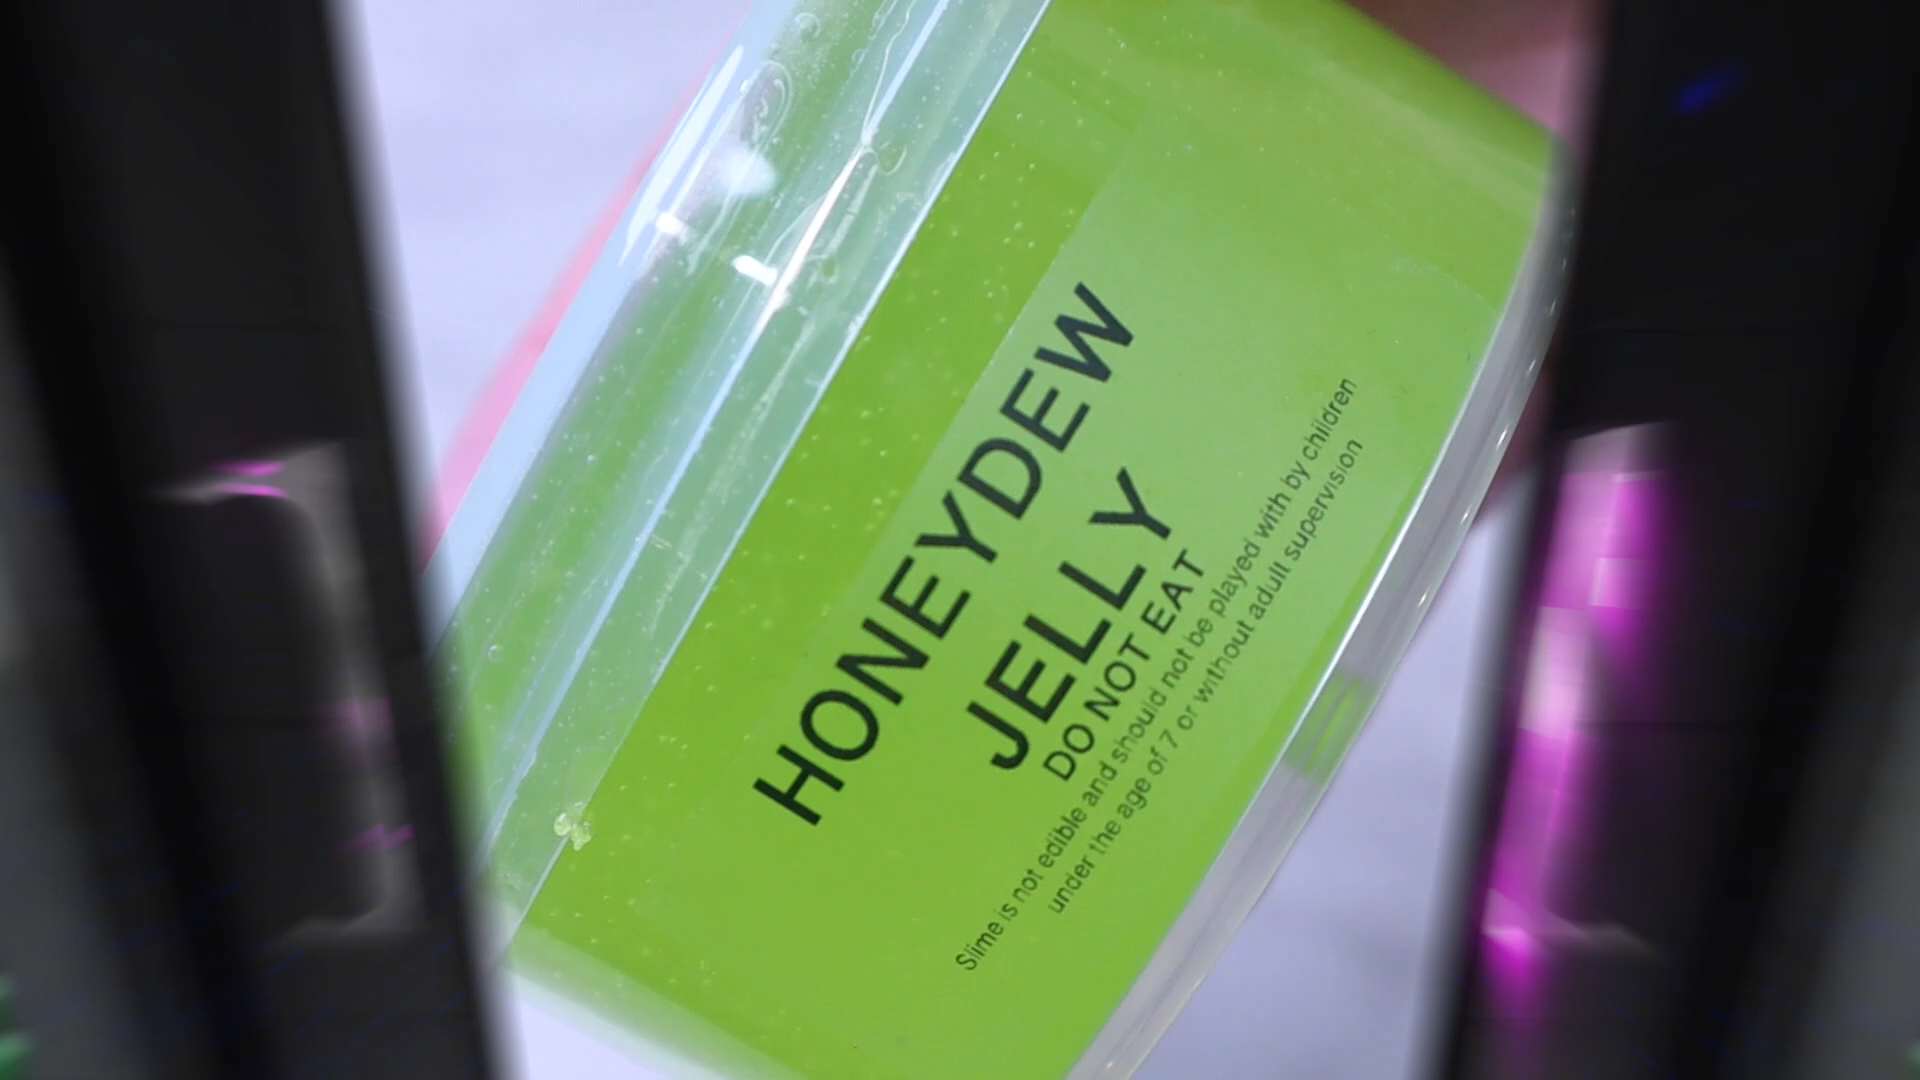 HONEYDEW
JELLY
DO NOT EAT
Slime is not edible and should not be played with by children
under the age of 7 or without adult supervision